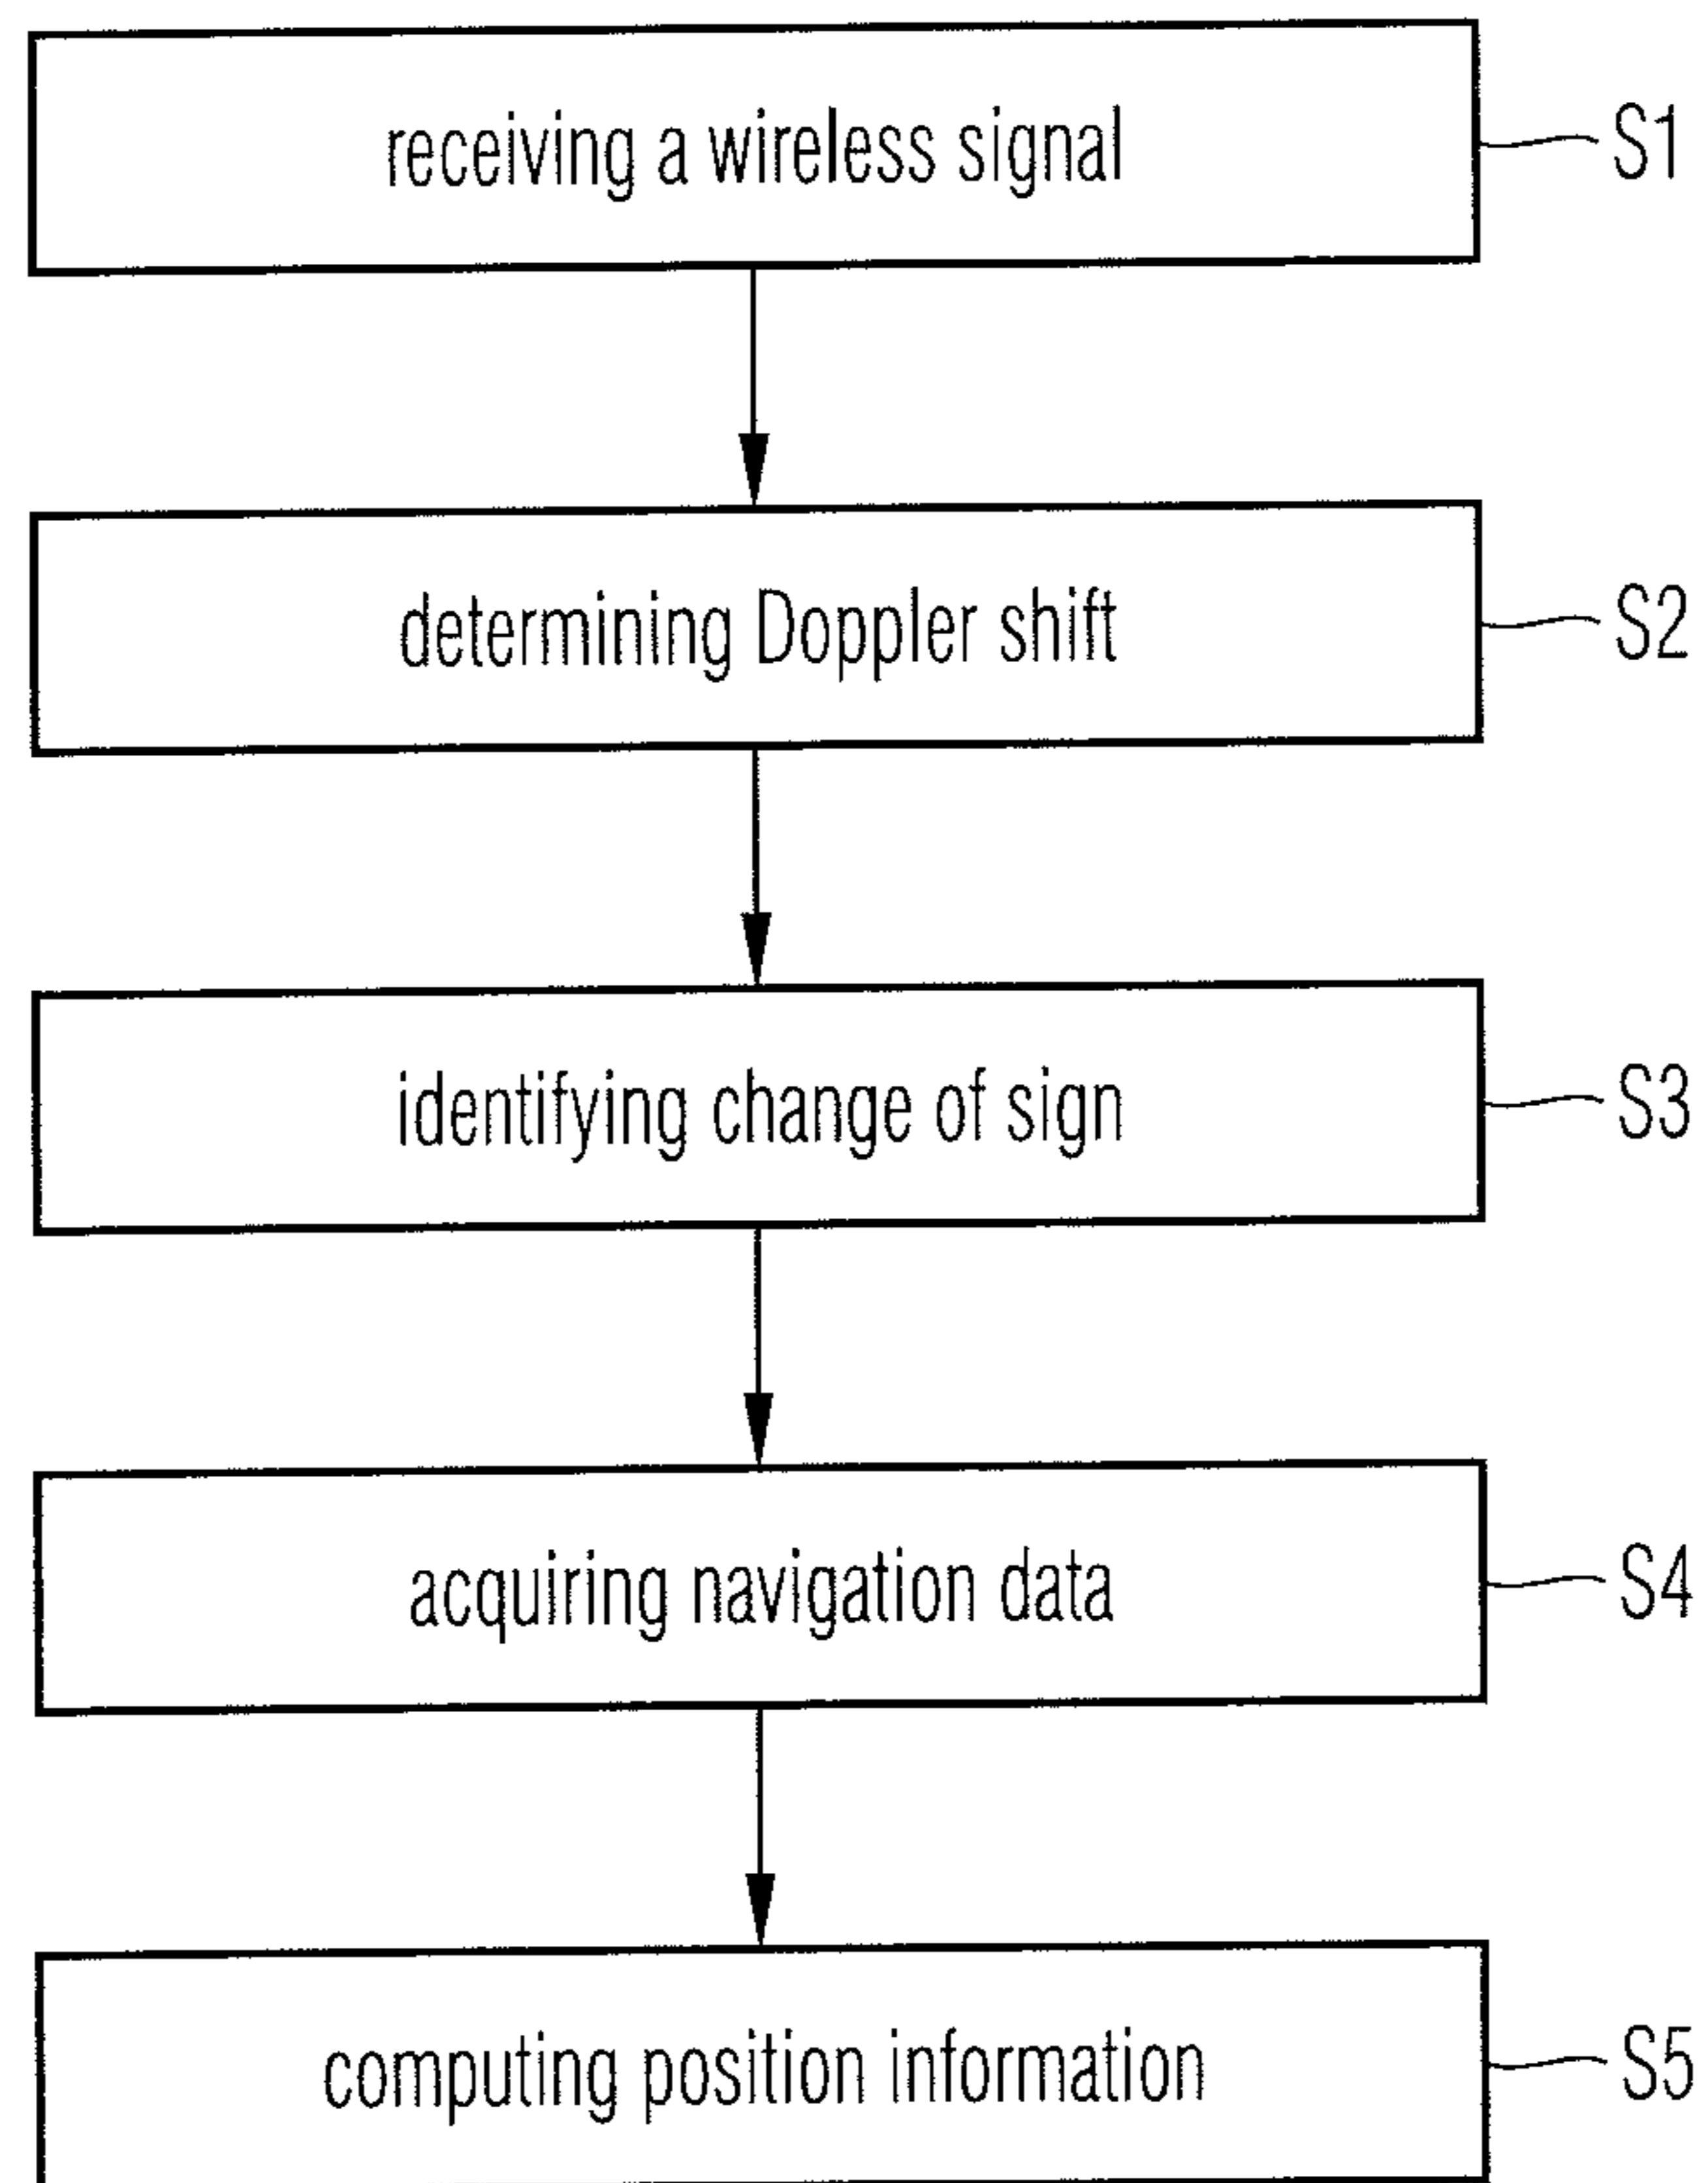 receiving a wireless signal S1
determining Doppler shift S2
identifying change of sign S3
acquiring navigation data S4
computing position information S5